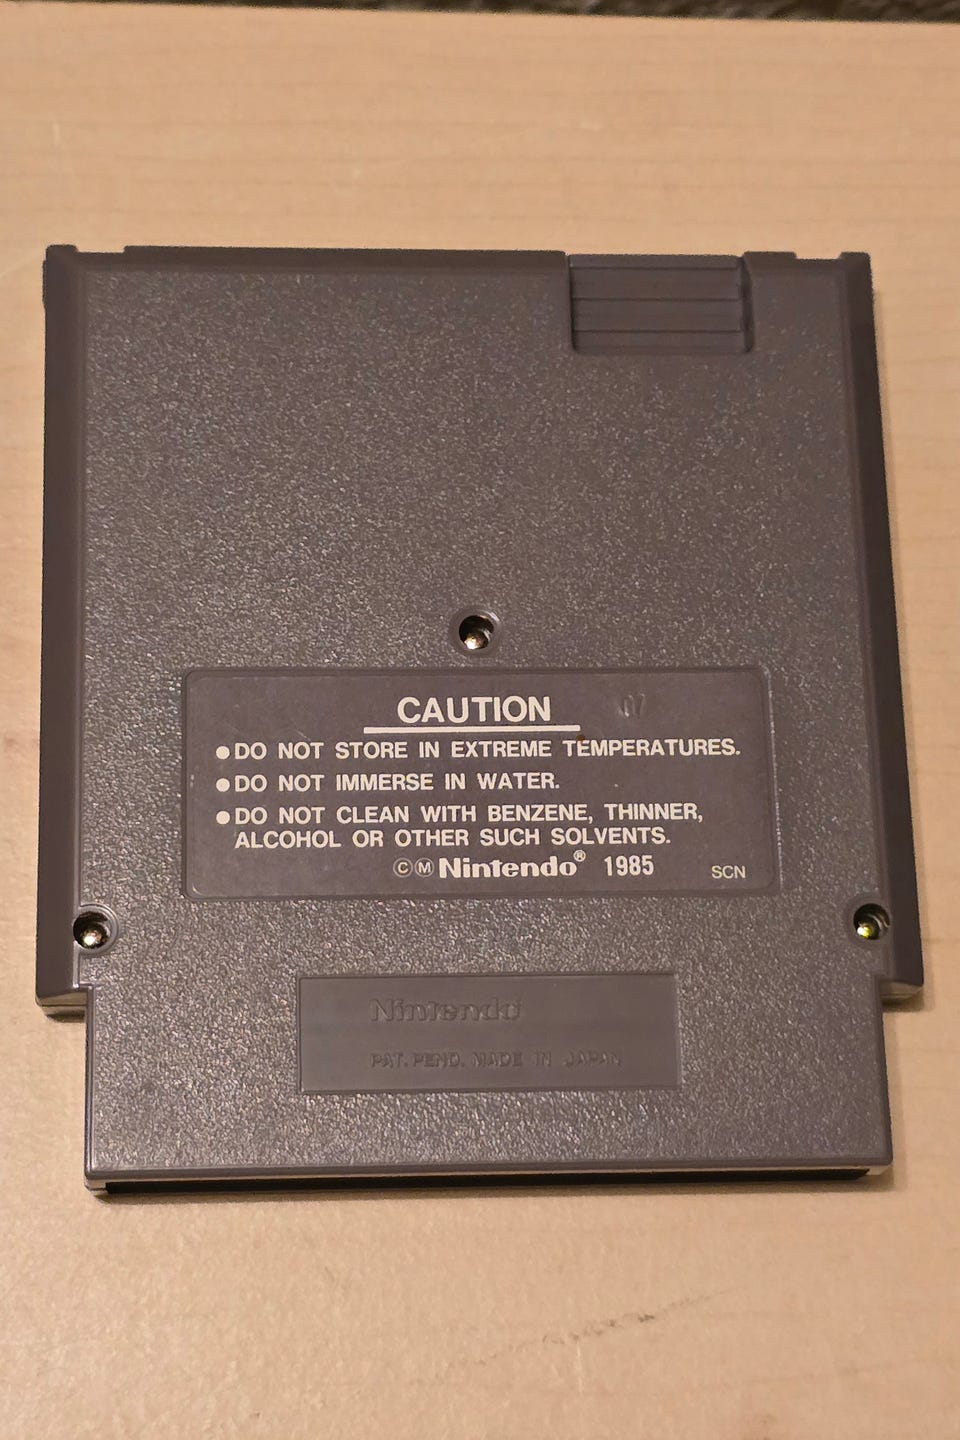 CAUTION
07
●DO NOT STORE IN EXTREME TEMPERATURES.
●DO NOT IMMERSE IN WATER.
●DO NOT CLEAN WITH BENZENE, THINNER,
ALCOHOL OR OTHER SUCH SOLVENTS.
©Ⓜ Nintendo® 1985 SCN
Nintendo®
PAT. PEND. MADE IN JAPAN